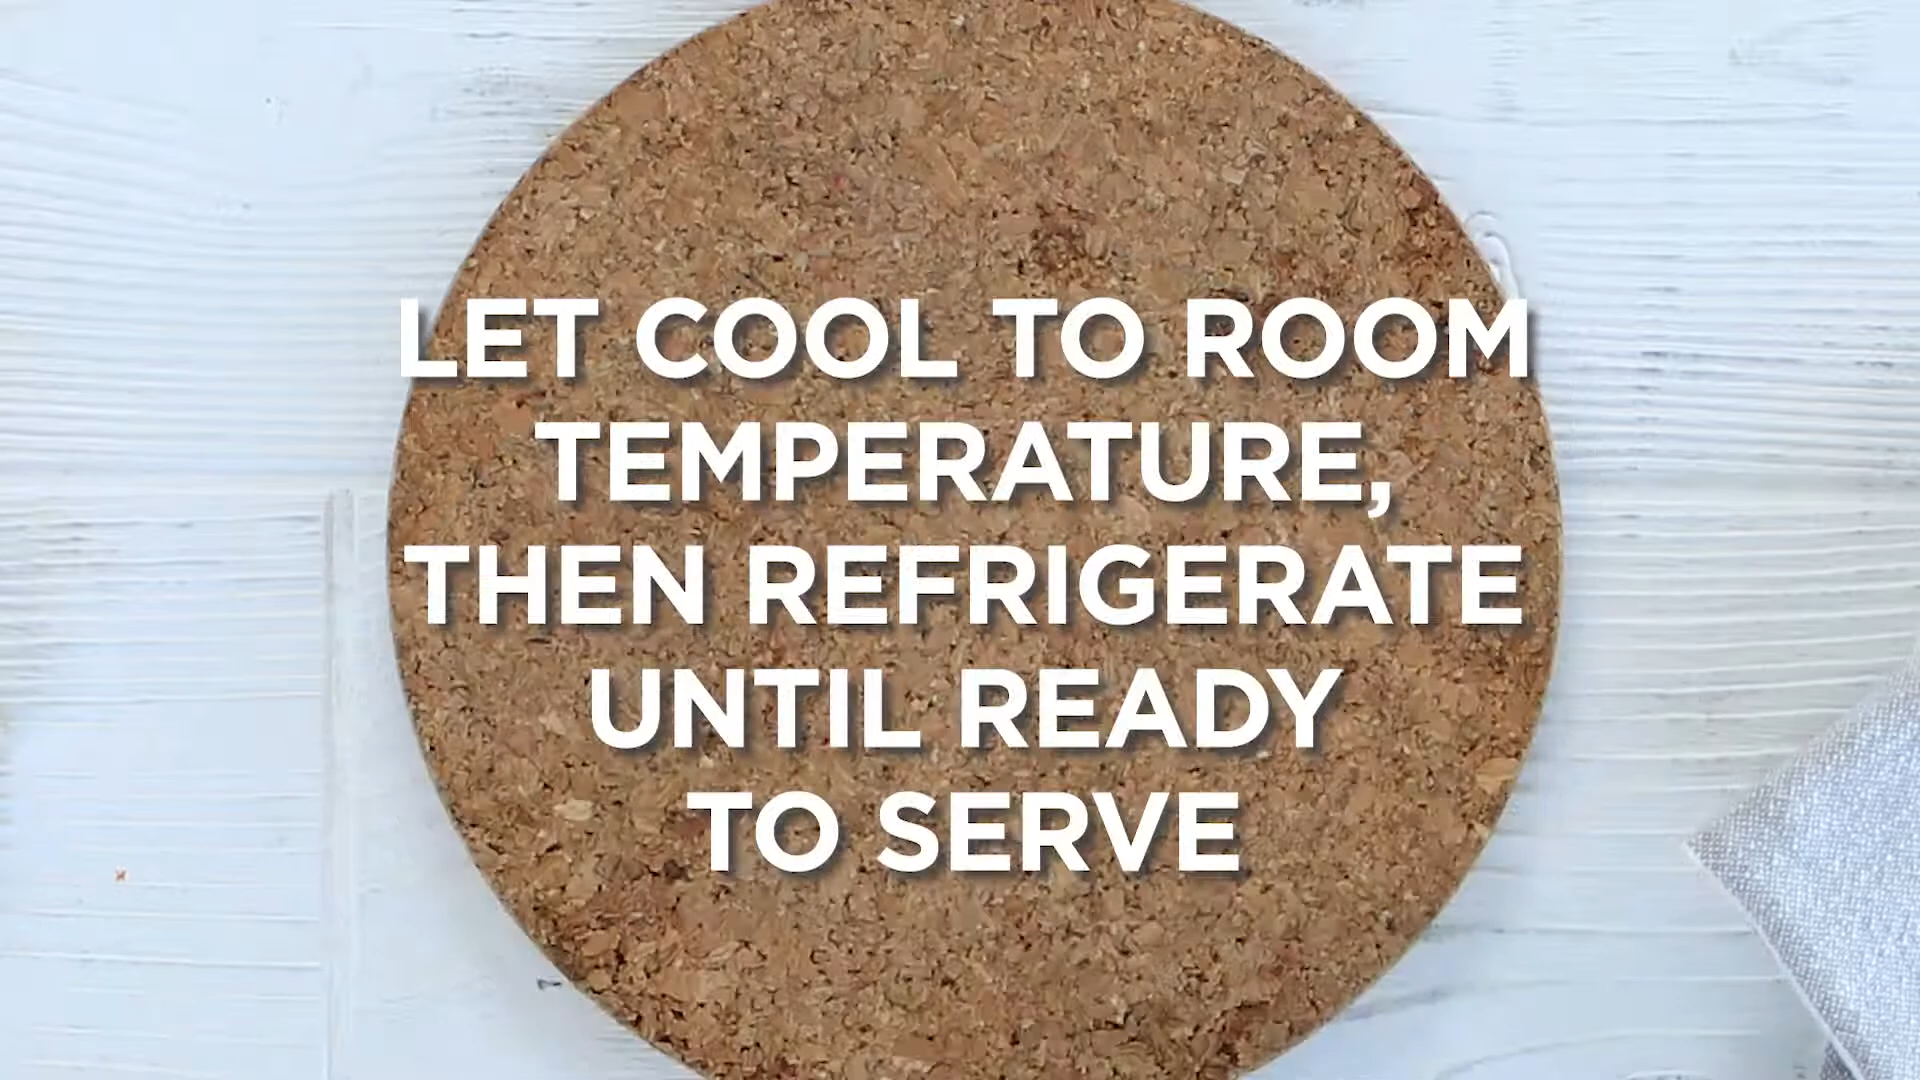 LET COOL TO ROOM
TEMPERATURE,
THEN REFRIGERATE
UNTIL READY
TO SERVE